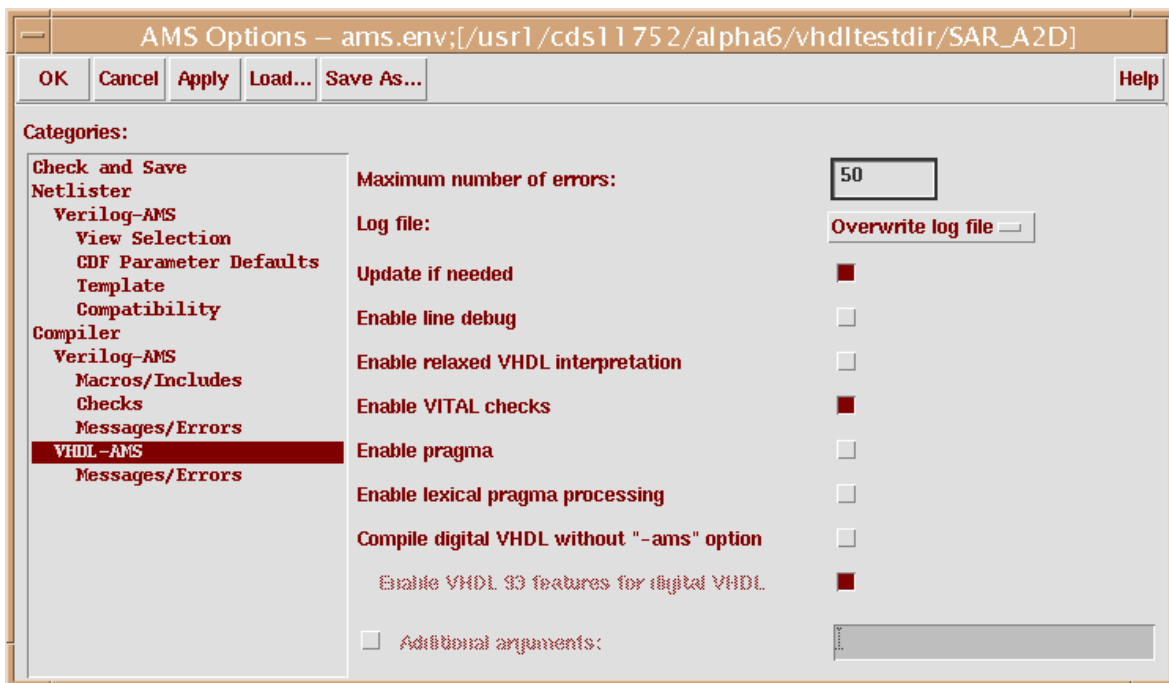 AMS Options – ams.env;[/usr1/cds11752/alpha6/vhdltestdir/SAR_A2D]
OK Cancel Apply Load... Save As... Help
Categories:
Check and Save
Netlister
Verilog-AMS
View Selection
CDF Parameter Defaults
Template
Compatibility
Compiler
Verilog-AMS
Macros/Includes
Checks
Messages/Errors
VHDL-AMS
Messages/Errors
Maximum number of errors: 50
Log file: Overwrite log file
Update if needed
Enable line debug
Enable relaxed VHDL interpretation
Enable VITAL checks
Enable pragma
Enable lexical pragma processing
Compile digital VHDL without "-ams" option
Enable VHDL 93 features for digital VHDL
Additional arguments: